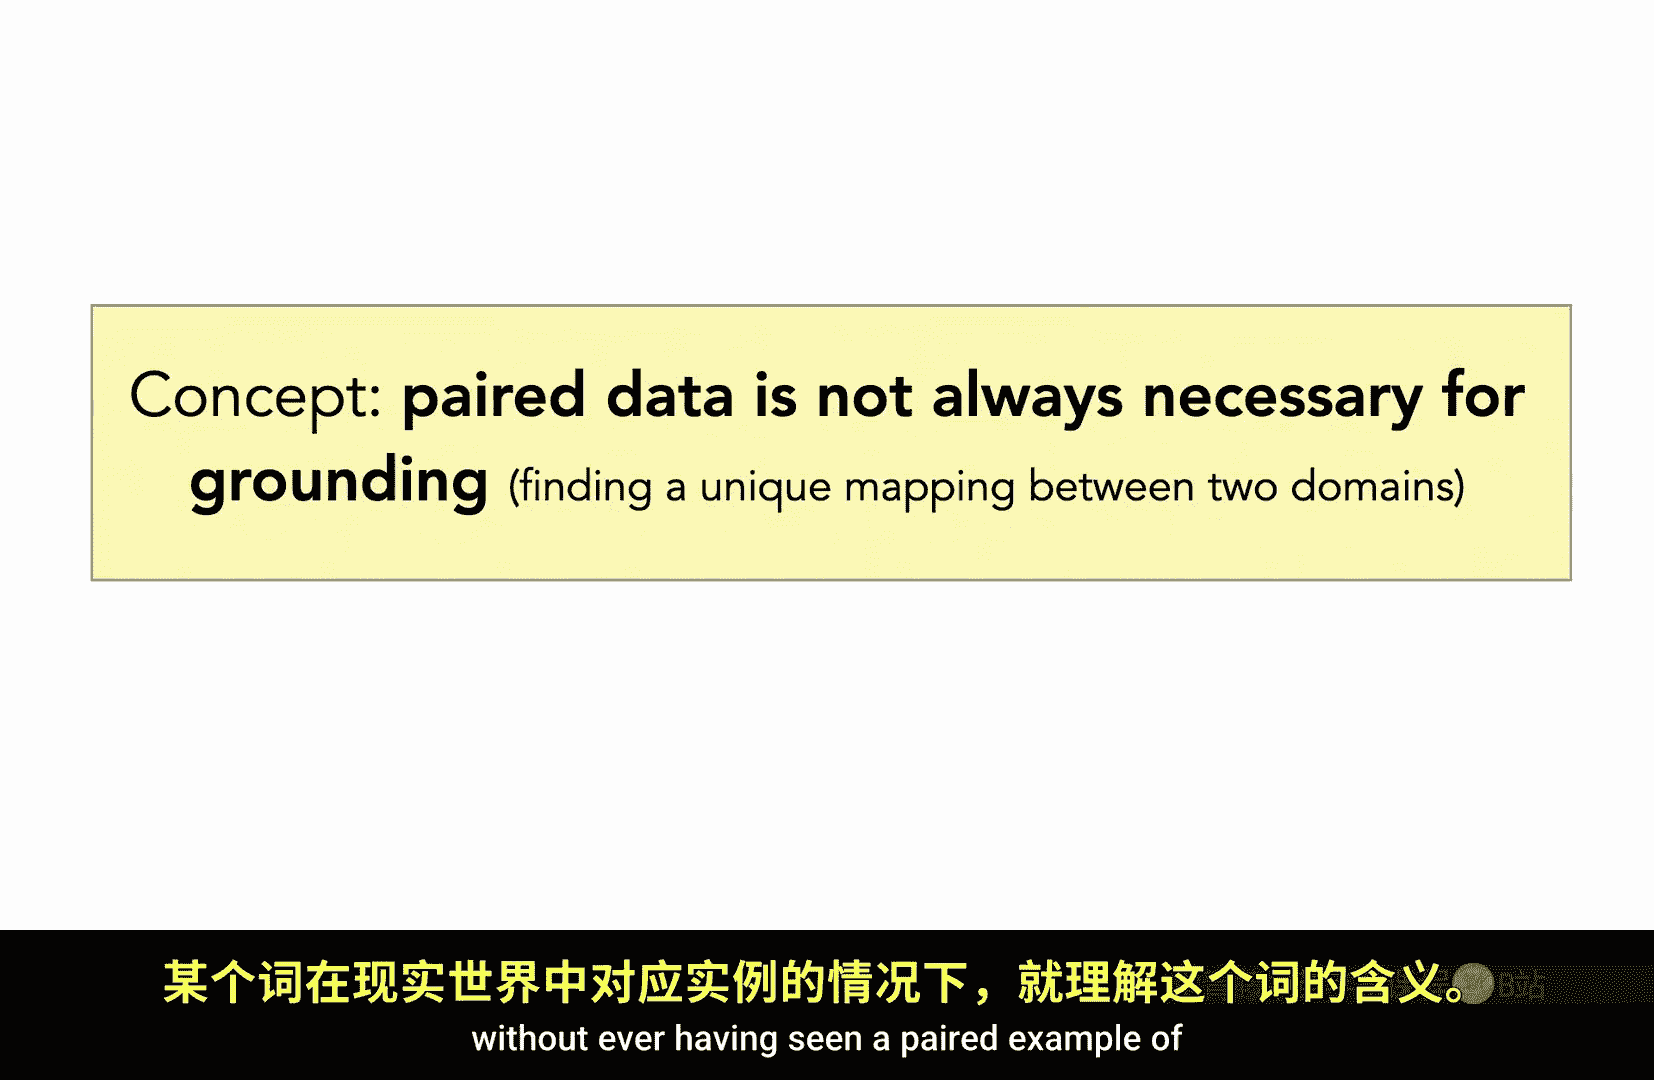 Concept: paired data is not always necessary for
grounding (finding a unique mapping between two domains)
某个词在现实世界中对应实例的情况下，就理解这个词的含义。
B站
without ever having seen a paired example of